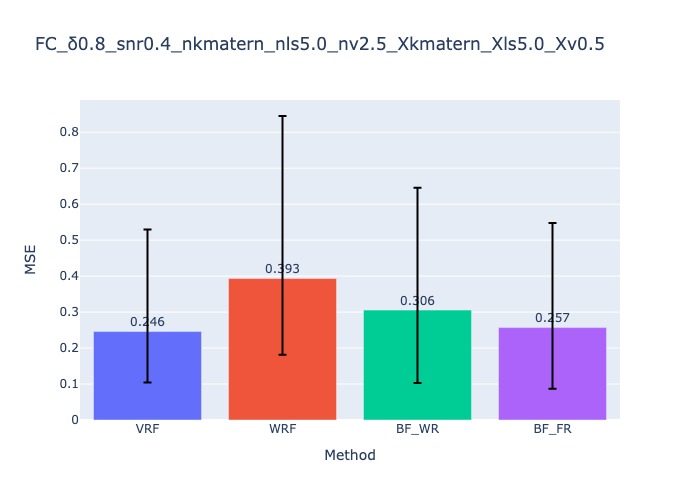 FC_δ0.8_snr0.4_nkmatern_nls5.0_nv2.5_Xkmatern_Xls5.0_Xv0.5
MSE
0.8
0.7
0.6
0.5
0.4
0.3
0.2
0.1
0
0.246
0.393
0.306
0.257
VRF
WRF
BF_WR
BF_FR
Method